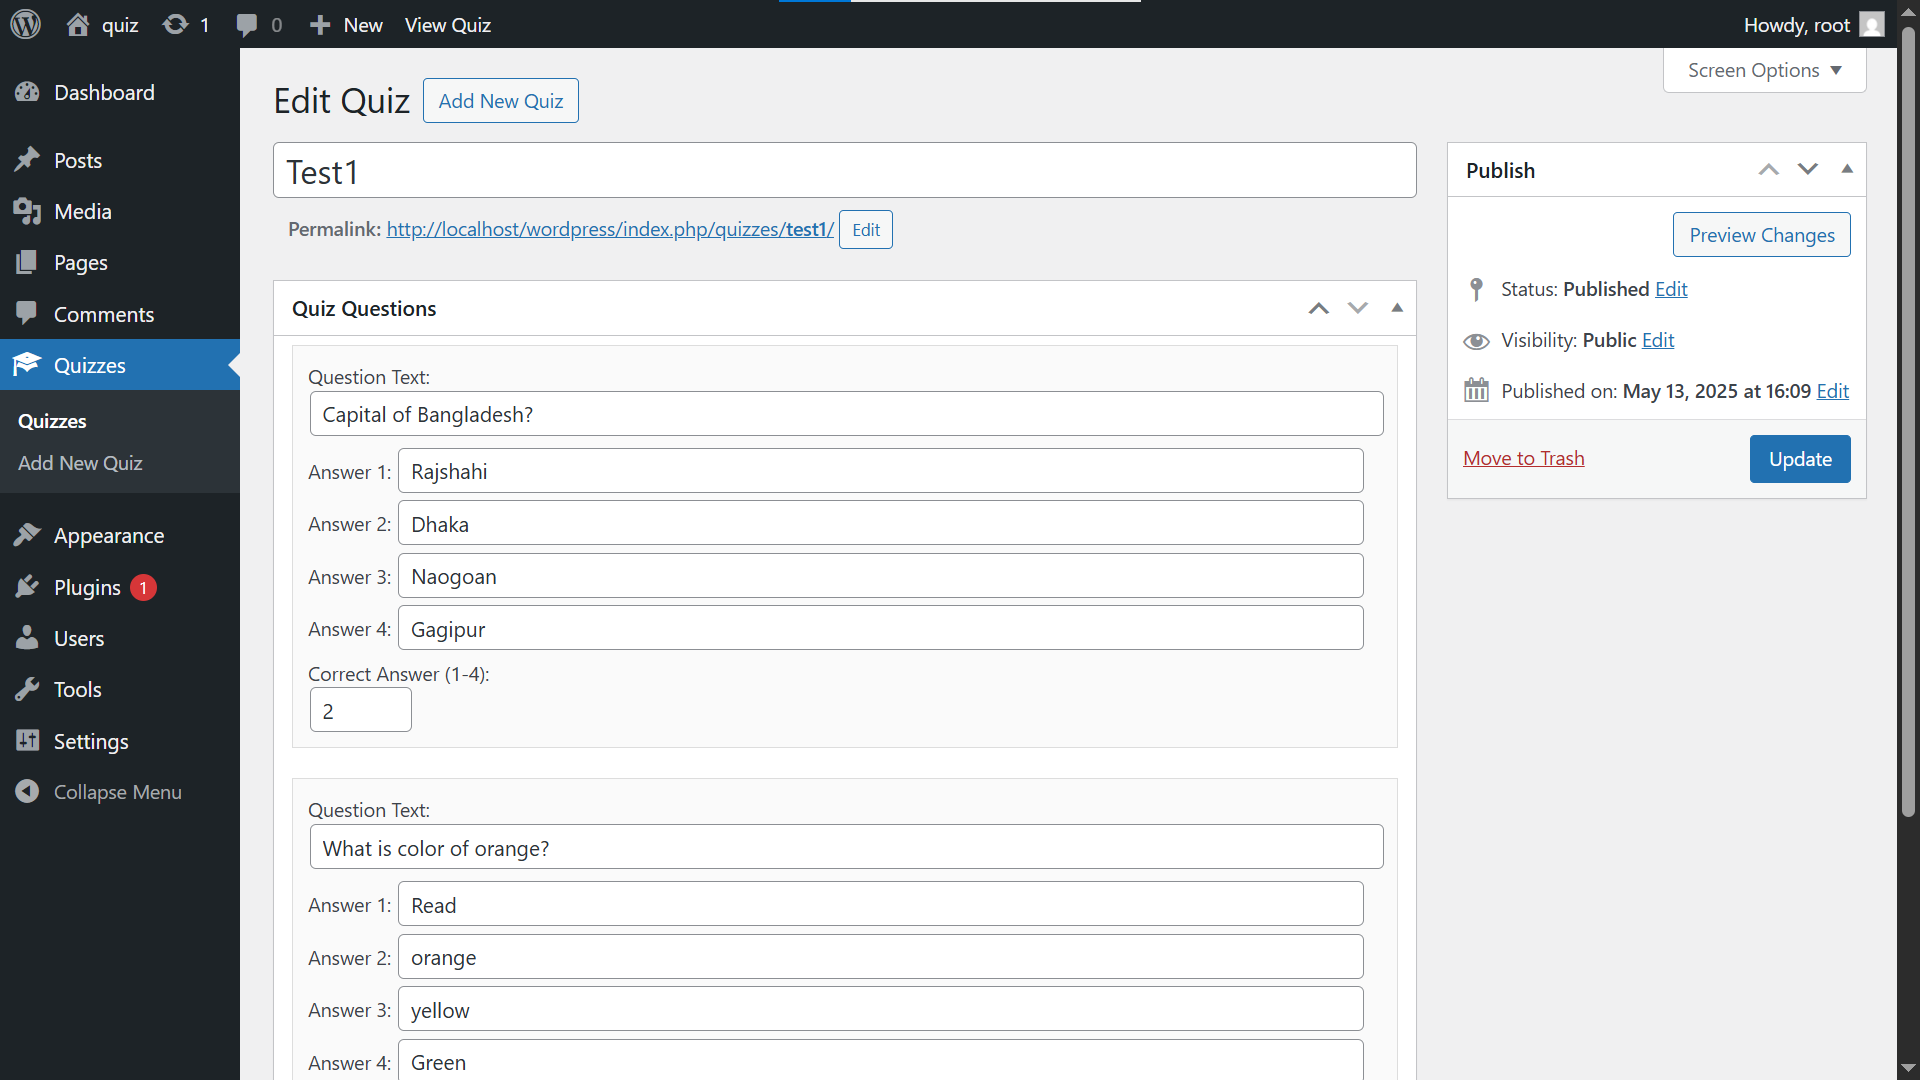 quiz
1
0
New
View Quiz
Howdy, root
Dashboard
Posts
Media
Pages
Comments
Quizzes
Quizzes
Add New Quiz
Appearance
Plugins 1
Users
Tools
Settings
Collapse Menu
Screen Options
Edit Quiz
Add New Quiz
Test1
Permalink: http://localhost/wordpress/index.php/quizzes/test1/ Edit
Quiz Questions
Question Text:
Capital of Bangladesh?
Answer 1: Rajshahi
Answer 2: Dhaka
Answer 3: Naogoan
Answer 4: Gagipur
Correct Answer (1-4):
2
Question Text:
What is color of orange?
Answer 1: Read
Answer 2: orange
Answer 3: yellow
Answer 4: Green
Publish
Preview Changes
Status: Published Edit
Visibility: Public Edit
Published on: May 13, 2025 at 16:09 Edit
Move to Trash
Update